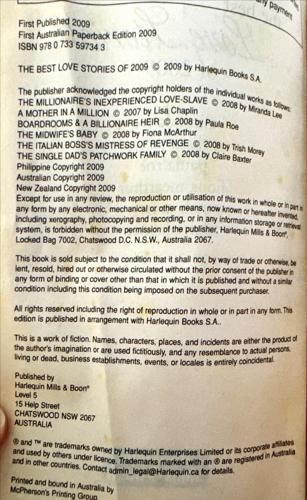 any payment
First Published 2009
First Australian Paperback Edition 2009
ISBN 978 0 733 59734 3
THE BEST LOVE STORIES OF 2009 © 2009 by Harlequin Books S.A.
The publisher acknowledged the copyright holders of the individual works as follows:
THE MILLIONAIRE'S INEXPERIENCED LOVE-SLAVE © 2008 by Miranda Lee
A MOTHER IN A MILLION © 2007 by Lisa Chaplin
BOARDROOMS & A BILLIONAIRE HEIR © 2008 by Paula Roe
THE MIDWIFE'S BABY © 2008 by Fiona McArthur
THE ITALIAN BOSS'S MISTRESS OF REVENGE © 2008 by Trish Morey
THE SINGLE DAD'S PATCHWORK FAMILY © 2008 by Claire Baxter
Philippine Copyright 2009
Australian Copyright 2009
New Zealand Copyright 2009
Except for use in any review, the reproduction or utilisation of this work in whole or in part in
any form by any electronic, mechanical or other means, now known or hereafter invented,
including xerography, photocopying and recording, or in any information storage or retrieval
system, is forbidden without the permission of the publisher, Harlequin Mills & Boon®,
Locked Bag 7002, Chatswood D.C. N.S.W., Australia 2067.
This book is sold subject to the condition that it shall not, by way of trade or otherwise, be
lent, resold, hired out or otherwise circulated without the prior consent of the publisher in
any form of binding or cover other than that in which it is published and without a similar
condition including this condition being imposed on the subsequent purchaser.
All rights reserved including the right of reproduction in whole or in part in any form. This
edition is published in arrangement with Harlequin Books S.A..
This is a work of fiction. Names, characters, places, and incidents are either the product of
the author's imagination or are used fictitiously, and any resemblance to actual persons,
living or dead, business establishments, events, or locales is entirely coincidental.
Published by
Harlequin Mills & Boon®
Level 5
15 Help Street
CHATSWOOD NSW 2067
AUSTRALIA
® and ™ are trademarks owned by Harlequin Enterprises Limited or its corporate affiliates
and used by others under licence. Trademarks marked with an ® are registered in Australia
and in other countries. Contact admin_legal@Harlequin.ca for details.
Printed and bound in Australia by
McPherson's Printing Group